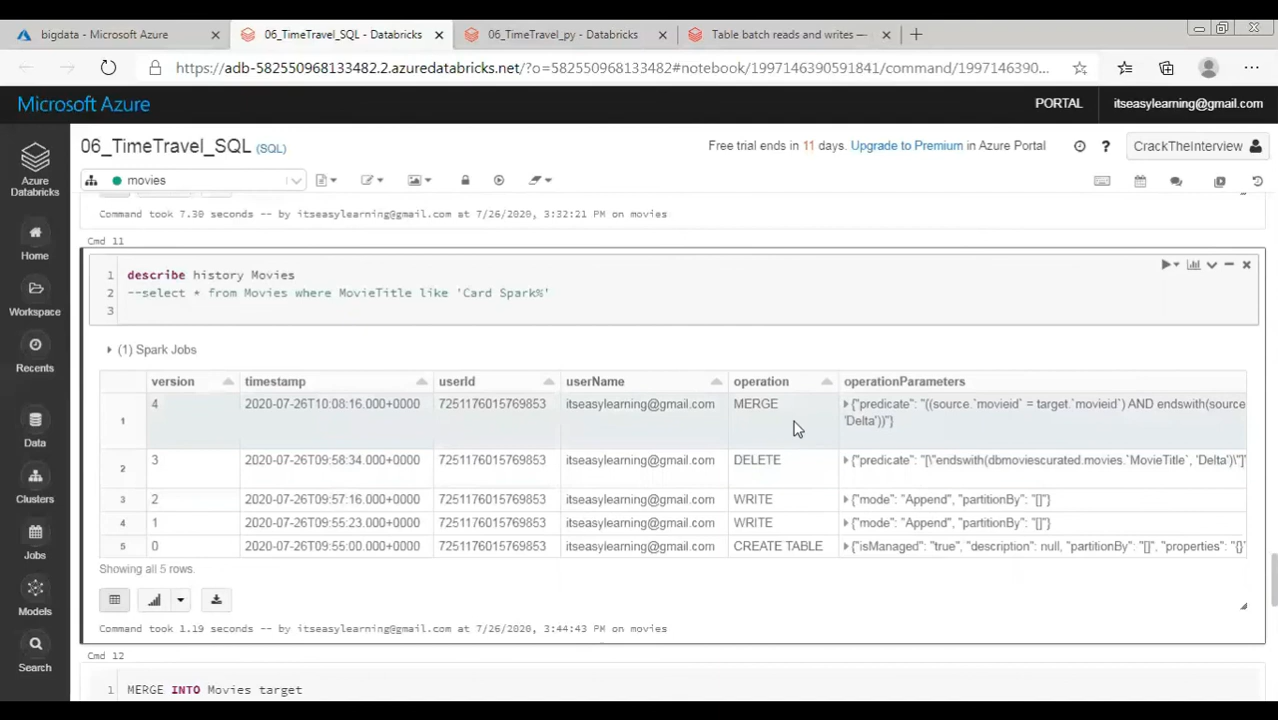 bigdata - Microsoft Azure
06_TimeTravel_SQL - Databricks
06_TimeTravel_py - Databricks
Table batch reads and writes —
https://adb-582550968133482.2.azuredatabricks.net/?o=582550968133482#notebook/1997146390591841/command/1997146390...
Microsoft Azure
PORTAL
itseasylearning@gmail.com
Azure Databricks
Home
Workspace
Recents
Data
Clusters
Jobs
Models
Search
06_TimeTravel_SQL (SQL)
Free trial ends in 11 days. Upgrade to Premium in Azure Portal
?
CrackTheInterview
movies
Command took 7.30 seconds -- by itseasylearning@gmail.com at 7/26/2020, 3:32:21 PM on movies
Cmd 11
1 describe history Movies
2 --select * from Movies where MovieTitle like 'Card Spark%'
3
(1) Spark Jobs
version timestamp userId userName operation operationParameters
1 4 2020-07-26T10:08:16.000+0000 7251176015769853 itseasylearning@gmail.com MERGE {"predicate": "((source.`movieid` = target.`movieid`) AND endswith(source
'Delta'))"}
2 3 2020-07-26T09:58:34.000+0000 7251176015769853 itseasylearning@gmail.com DELETE {"predicate": "[\"endswith(dbmoviescurated.movies.`MovieTitle`, 'Delta')\"]"
3 2 2020-07-26T09:57:16.000+0000 7251176015769853 itseasylearning@gmail.com WRITE {"mode": "Append", "partitionBy": "[]"}
4 1 2020-07-26T09:55:23.000+0000 7251176015769853 itseasylearning@gmail.com WRITE {"mode": "Append", "partitionBy": "[]"}
5 0 2020-07-26T09:55:00.000+0000 7251176015769853 itseasylearning@gmail.com CREATE TABLE {"isManaged": "true", "description": null, "partitionBy": "[]", "properties": "{}"
Showing all 5 rows.
Command took 1.19 seconds -- by itseasylearning@gmail.com at 7/26/2020, 3:44:43 PM on movies
Cmd 12
1 MERGE INTO Movies target